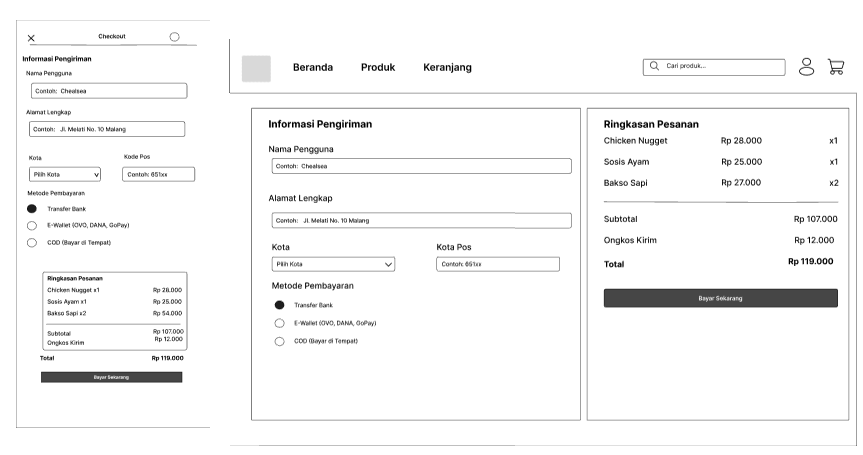 Checkout
Informasi Pengiriman
Nama Pengguna
Contoh: Chealsea
Alamat Lengkap
Contoh: Jl. Melati No. 10 Malang
Kota Kode Pos
Pilih Kota Contoh: 651xx
Metode Pembayaran
Transfer Bank
E-Wallet (OVO, DANA, GoPay)
COD (Bayar di Tempat)
Ringkasan Pesanan
Chicken Nugget x1 Rp 28.000
Sosis Ayam x1 Rp 25.000
Bakso Sapi x2 Rp 54.000
Subtotal Rp 107.000
Ongkos Kirim Rp 12.000
Total Rp 119.000
Bayar Sekarang
Beranda Produk Keranjang Cari produk...
Informasi Pengiriman
Nama Pengguna
Contoh: Chealsea
Alamat Lengkap
Contoh: Jl. Melati No. 10 Malang
Kota Kota Pos
Pilih Kota Contoh: 651xx
Metode Pembayaran
Transfer Bank
E-Wallet (OVO, DANA, GoPay)
COD (Bayar di Tempat)
Ringkasan Pesanan
Chicken Nugget Rp 28.000 x1
Sosis Ayam Rp 25.000 x1
Bakso Sapi Rp 27.000 x2
Subtotal Rp 107.000
Ongkos Kirim Rp 12.000
Total Rp 119.000
Bayar Sekarang